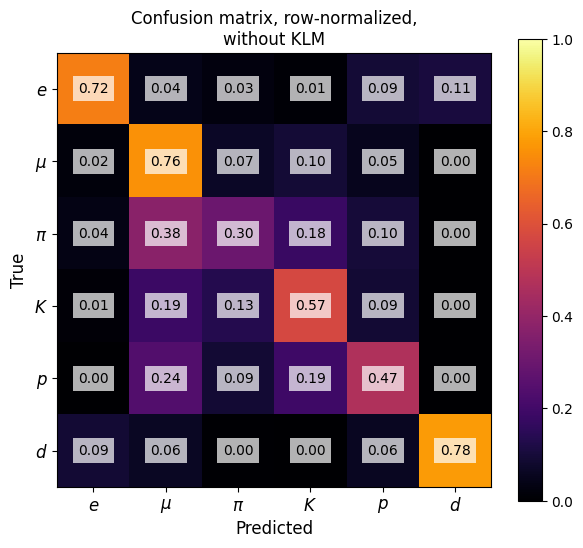 Confusion matrix, row-normalized,
without KLM
True
e 0.72 0.04 0.03 0.01 0.09 0.11
μ 0.02 0.76 0.07 0.10 0.05 0.00
π 0.04 0.38 0.30 0.18 0.10 0.00
K 0.01 0.19 0.13 0.57 0.09 0.00
p 0.00 0.24 0.09 0.19 0.47 0.00
d 0.09 0.06 0.00 0.00 0.06 0.78
e μ π K p d
Predicted
1.0
0.8
0.6
0.4
0.2
0.0